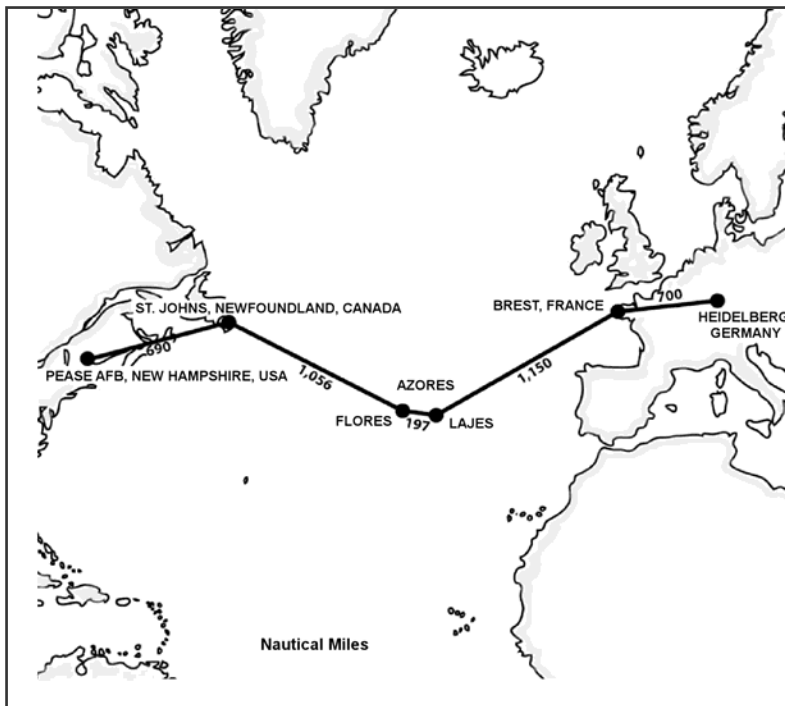 ST. JOHNS, NEWFOUNDLAND, CANADA
690
PEASE AFB, NEW HAMPSHIRE, USA
1,056
AZORES
FLORES
197
LAJES
1,150
BREST, FRANCE
700
HEIDELBERG
GERMANY
Nautical Miles